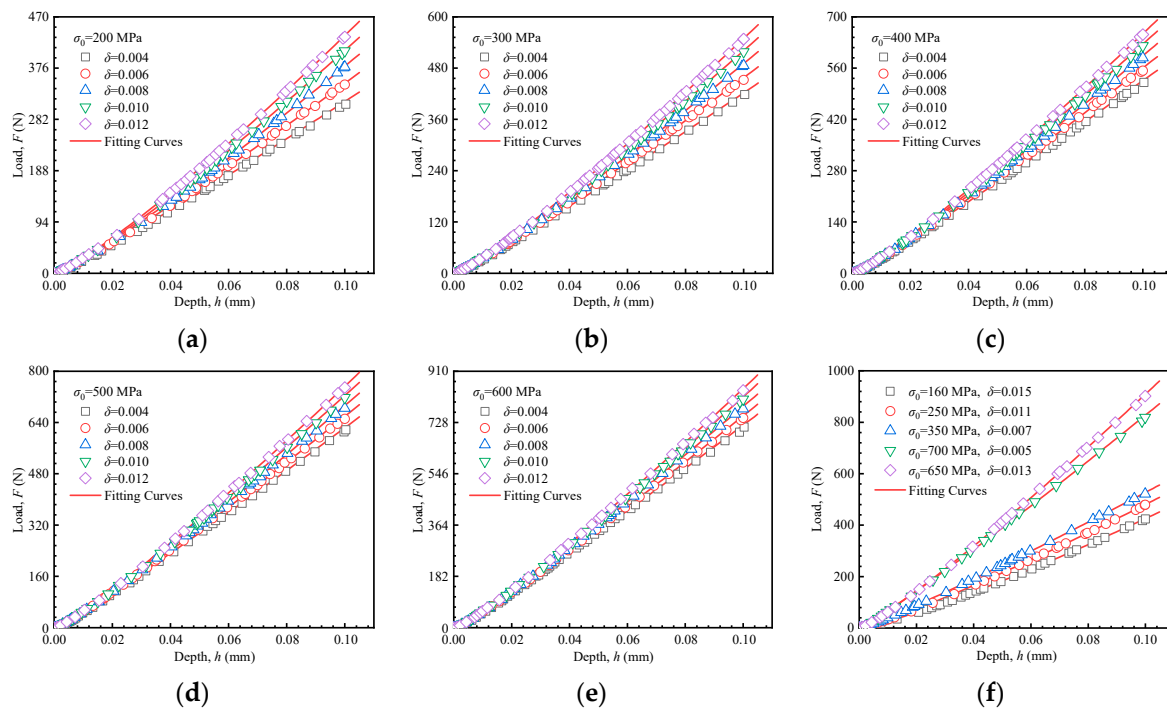 470
376
282
188
94
0
Load, F (N)
σ0=200 MPa
δ=0.004
δ=0.006
δ=0.008
δ=0.010
δ=0.012
Fitting Curves
0.00 0.02 0.04 0.06 0.08 0.10
Depth, h (mm)
(a)
600
480
360
240
120
0
Load, F (N)
σ0=300 MPa
δ=0.004
δ=0.006
δ=0.008
δ=0.010
δ=0.012
Fitting Curves
0.00 0.02 0.04 0.06 0.08 0.10
Depth, h (mm)
(b)
700
560
420
280
140
0
Load, F (N)
σ0=400 MPa
δ=0.004
δ=0.006
δ=0.008
δ=0.010
δ=0.012
Fitting Curves
0.00 0.02 0.04 0.06 0.08 0.10
Depth, h (mm)
(c)
800
640
480
320
160
0
Load, F (N)
σ0=500 MPa
δ=0.004
δ=0.006
δ=0.008
δ=0.010
δ=0.012
Fitting Curves
0.00 0.02 0.04 0.06 0.08 0.10
Depth, h (mm)
(d)
910
728
546
364
182
0
Load, F (N)
σ0=600 MPa
δ=0.004
δ=0.006
δ=0.008
δ=0.010
δ=0.012
Fitting Curves
0.00 0.02 0.04 0.06 0.08 0.10
Depth, h (mm)
(e)
1000
800
600
400
200
0
Load, F (N)
σ0=160 MPa, δ=0.015
σ0=250 MPa, δ=0.011
σ0=350 MPa, δ=0.007
σ0=700 MPa, δ=0.005
σ0=650 MPa, δ=0.013
Fitting Curves
0.00 0.02 0.04 0.06 0.08 0.10
Depth, h (mm)
(f)